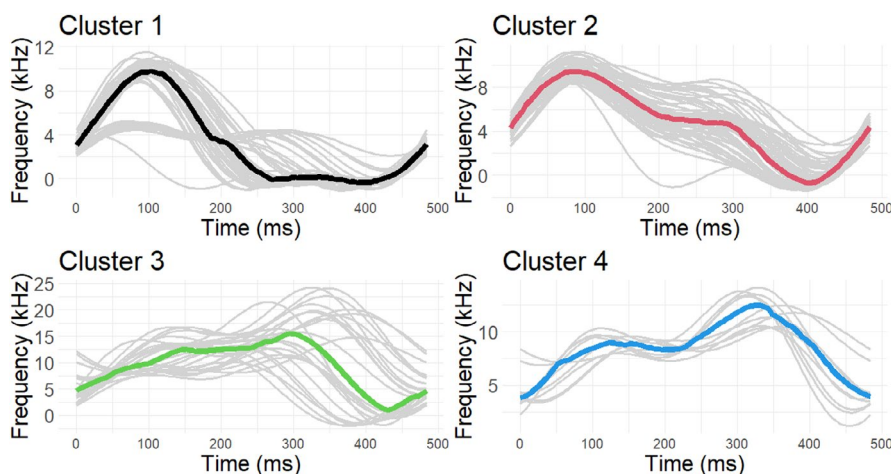 Cluster 1
Frequency (kHz)
12
8
4
0
0 100 200 300 400 500
Time (ms)
Cluster 2
Frequency (kHz)
8
4
0
0 100 200 300 400 500
Time (ms)
Cluster 3
Frequency (kHz)
25
20
15
10
5
0
0 100 200 300 400 500
Time (ms)
Cluster 4
Frequency (kHz)
10
5
0 100 200 300 400 500
Time (ms)